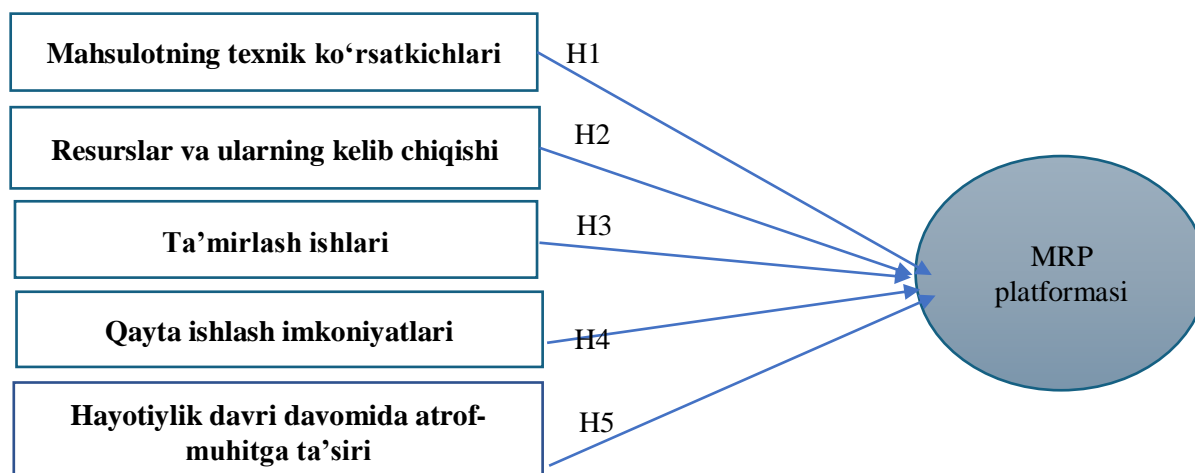 Mahsulotning texnik ko‘rsatkichlari
H1
Resurslar va ularning kelib chiqishi
H2
Ta’mirlash ishlari
H3
Qayta ishlash imkoniyatlari
H4
Hayotiylik davri davomida atrof-
muhitga ta’siri
H5
MRP
platformasi